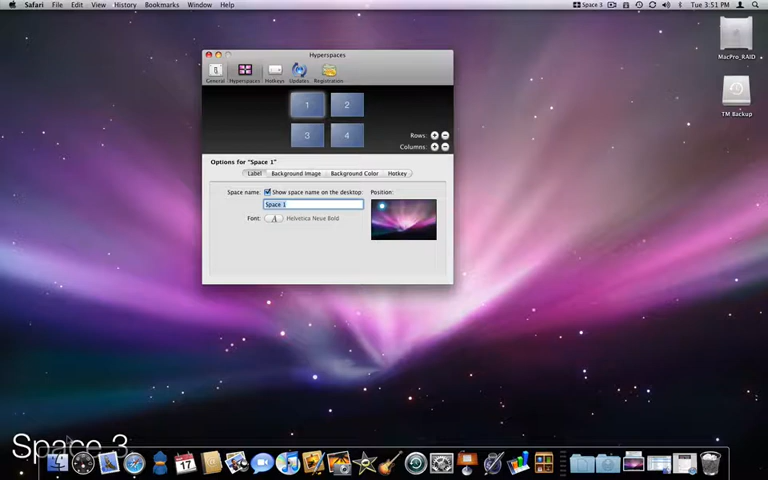 Safari File Edit View History Bookmarks Window Help Space 3 Tue 3:51 PM
Hyperspaces
General Hyperspaces Hotkeys Updates Registration
MacPro_RAID
1 2
3 4
Rows:
Columns:
TM Backup
Options for "Space 1"
Label Background Image Background Color Hotkey
Space name: Show space name on the desktop: Position:
Space 1
Font: A Helvetica Neue Bold
Space 3
17